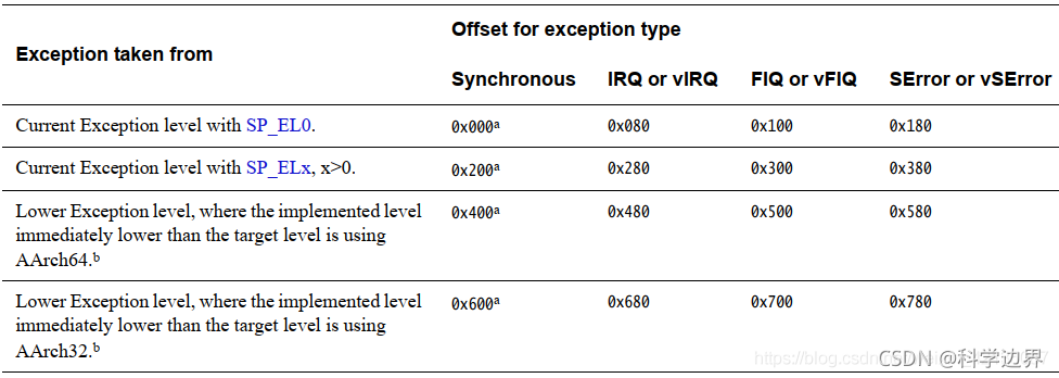 Exception taken from
Offset for exception type
Synchronous IRQ or vIRQ FIQ or vFIQ SError or vSError
Current Exception level with SP_EL0. 0x000a 0x080 0x100 0x180
Current Exception level with SP_ELx, x>0. 0x200a 0x280 0x300 0x380
Lower Exception level, where the implemented level 0x400a 0x480 0x500 0x580
immediately lower than the target level is using
AArch64.b
Lower Exception level, where the implemented level 0x600a 0x680 0x700 0x780
immediately lower than the target level is using
AArch32.b
CSDN @科学边界